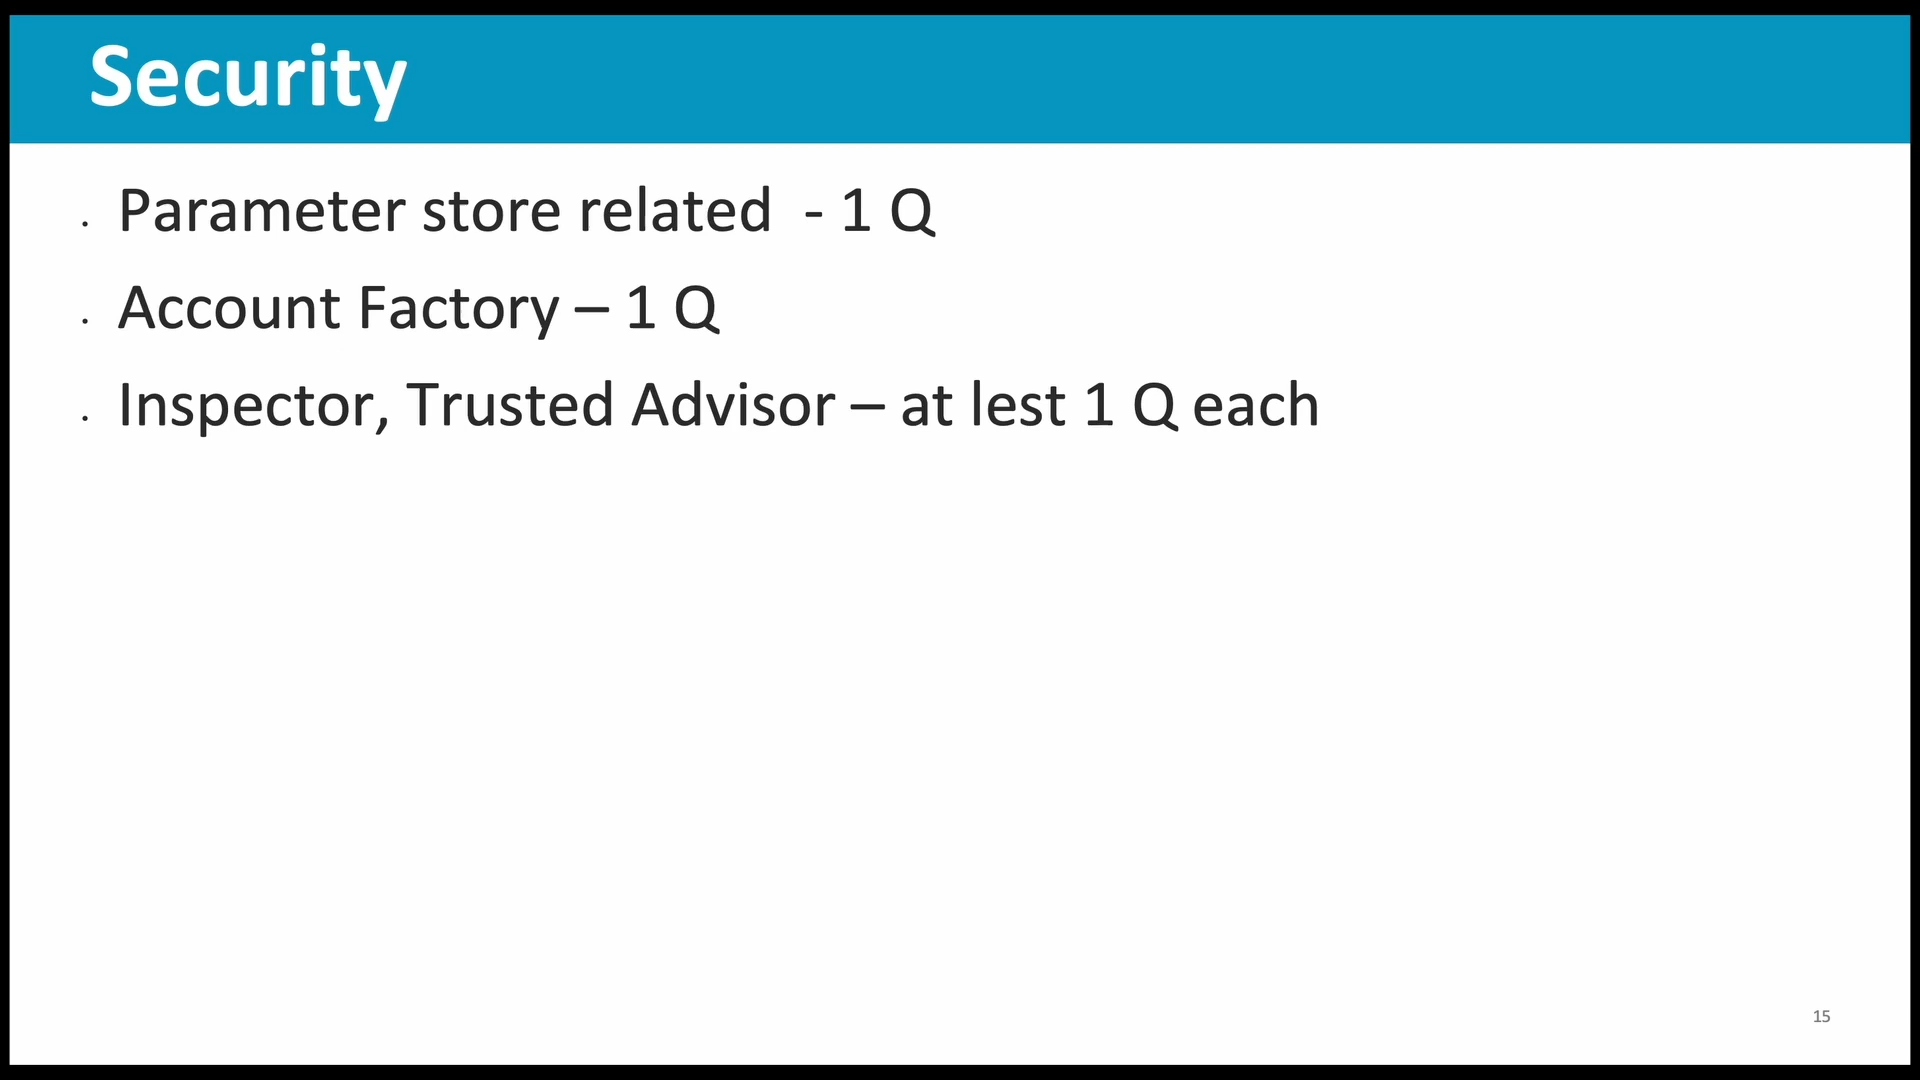 Security
. Parameter store related  - 1 Q
. Account Factory – 1 Q
. Inspector, Trusted Advisor – at lest 1 Q each
15